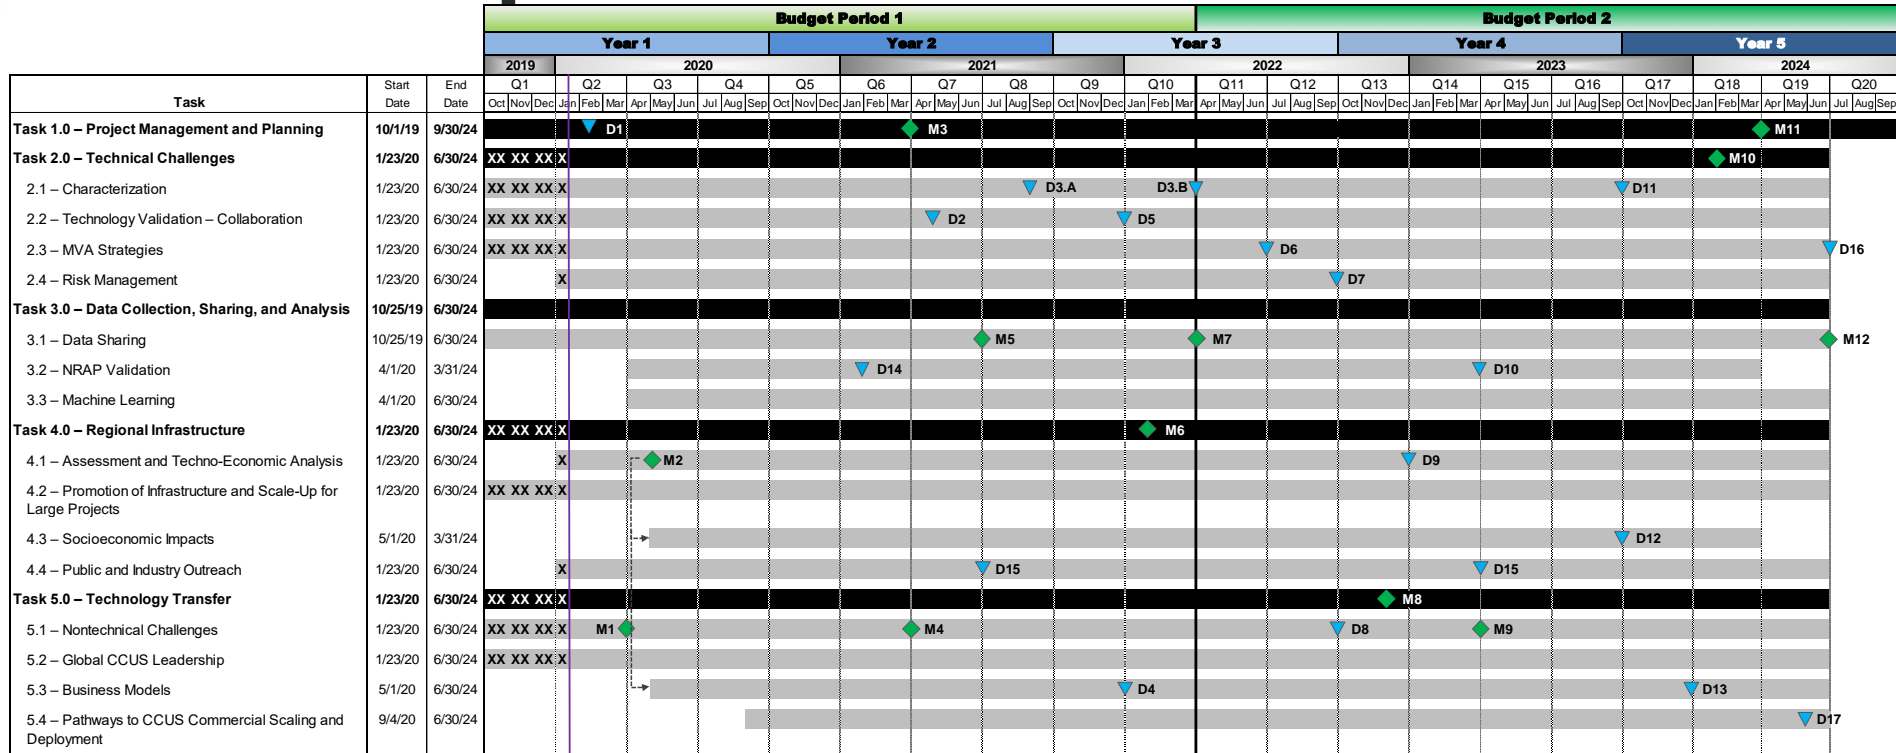 Budget Period 1 Budget Period 2
Year 1 Year 2 Year 3 Year 4 Year 5
2019 2020 2021 2022 2023 2024
Start End Q1 Q2 Q3 Q4 Q5 Q6 Q7 Q8 Q9 Q10 Q11 Q12 Q13 Q14 Q15 Q16 Q17 Q18 Q19 Q20
Task Date Date Oct Nov Dec Jan Feb Mar Apr May Jun Jul Aug Sep Oct Nov Dec Jan Feb Mar Apr May Jun Jul Aug Sep Oct Nov Dec Jan Feb Mar Apr May Jun Jul Aug Sep Oct Nov Dec Jan Feb Mar Apr May Jun Jul Aug Sep Oct Nov Dec Jan Feb Mar Apr May Jun Jul Aug Sep
Task 1.0 – Project Management and Planning 10/1/19 9/30/24 D1 M3 M11
Task 2.0 – Technical Challenges 1/23/20 6/30/24 XX XX XX X M10
2.1 – Characterization 1/23/20 6/30/24 XX XX XX X D3.A D3.B D11
2.2 – Technology Validation – Collaboration 1/23/20 6/30/24 XX XX XX X D2 D5
2.3 – MVA Strategies 1/23/20 6/30/24 XX XX XX X D6 D16
2.4 – Risk Management 1/23/20 6/30/24 X D7
Task 3.0 – Data Collection, Sharing, and Analysis 10/25/19 6/30/24
3.1 – Data Sharing 10/25/19 6/30/24 M5 M7 M12
3.2 – NRAP Validation 4/1/20 3/31/24 D14 D10
3.3 – Machine Learning 4/1/20 6/30/24
Task 4.0 – Regional Infrastructure 1/23/20 6/30/24 XX XX XX X M6
4.1 – Assessment and Techno-Economic Analysis 1/23/20 6/30/24 X M2 D9
4.2 – Promotion of Infrastructure and Scale-Up for 1/23/20 6/30/24 XX XX XX X
Large Projects
4.3 – Socioeconomic Impacts 5/1/20 3/31/24 D12
4.4 – Public and Industry Outreach 1/23/20 6/30/24 X D15 D15
Task 5.0 – Technology Transfer 1/23/20 6/30/24 XX XX XX X M8
5.1 – Nontechnical Challenges 1/23/20 6/30/24 XX XX XX X M1 M4 D8 M9
5.2 – Global CCUS Leadership 1/23/20 6/30/24 XX XX XX X
5.3 – Business Models 5/1/20 6/30/24 D4 D13
5.4 – Pathways to CCUS Commercial Scaling and 9/4/20 6/30/24 D17
Deployment